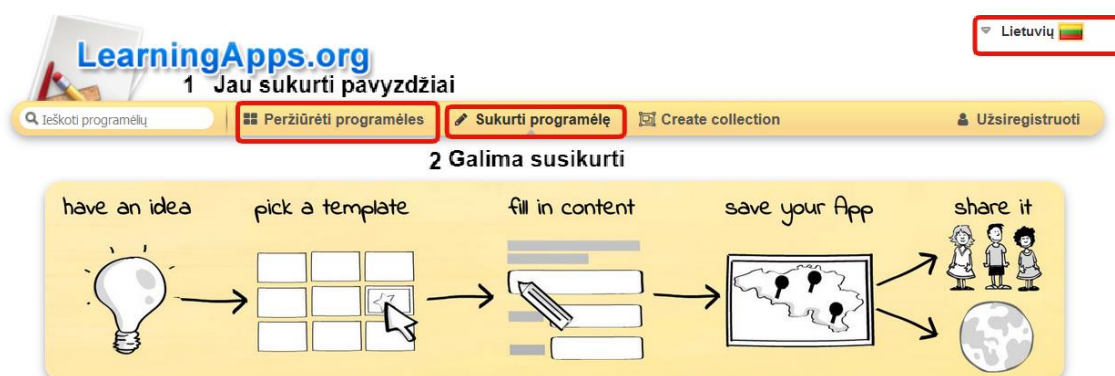 Lietuvių
LearningApps.org
1 Jau sukurti pavyzdžiai
Ieškoti programėlių Peržiūrėti programėles Sukurti programėlę Create collection Užsiregistruoti
2 Galima susikurti
have an idea pick a template fill in content save your App share it